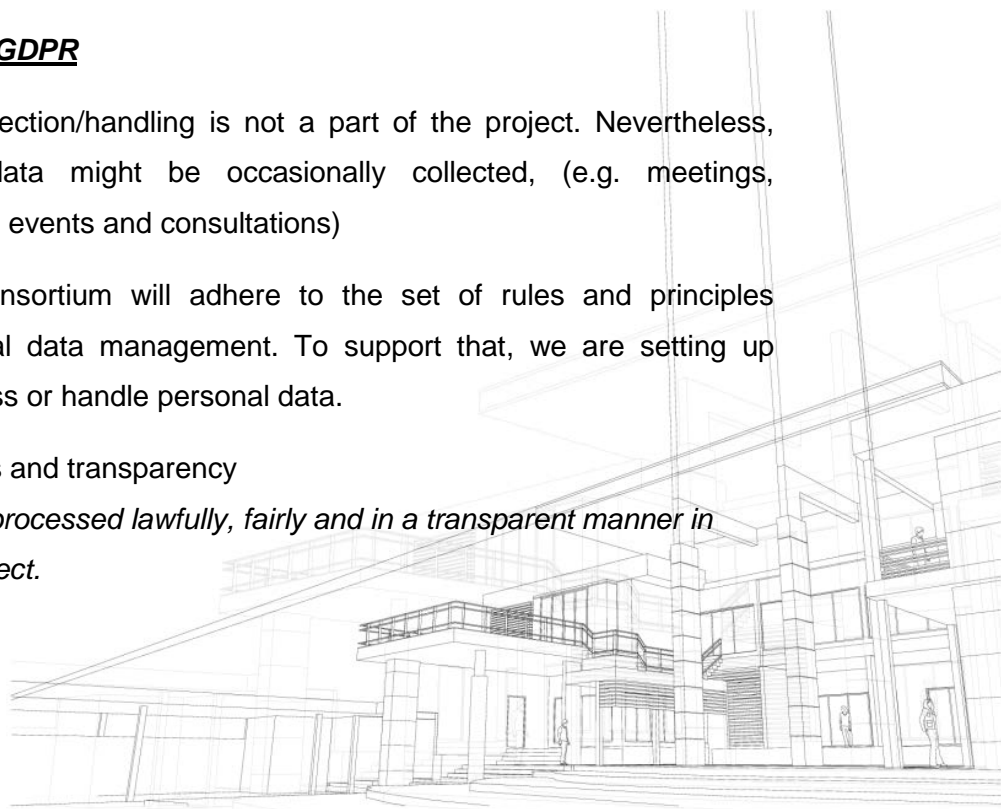 GDPR
ection/handling is not a part of the project. Nevertheless,
lata might be occasionally collected, (e.g. meetings,
events and consultations)
nsortium will adhere to the set of rules and principles
al data management. To support that, we are setting up
ss or handle personal data.
s and transparency
processed lawfully, fairly and in a transparent manner in
ect.